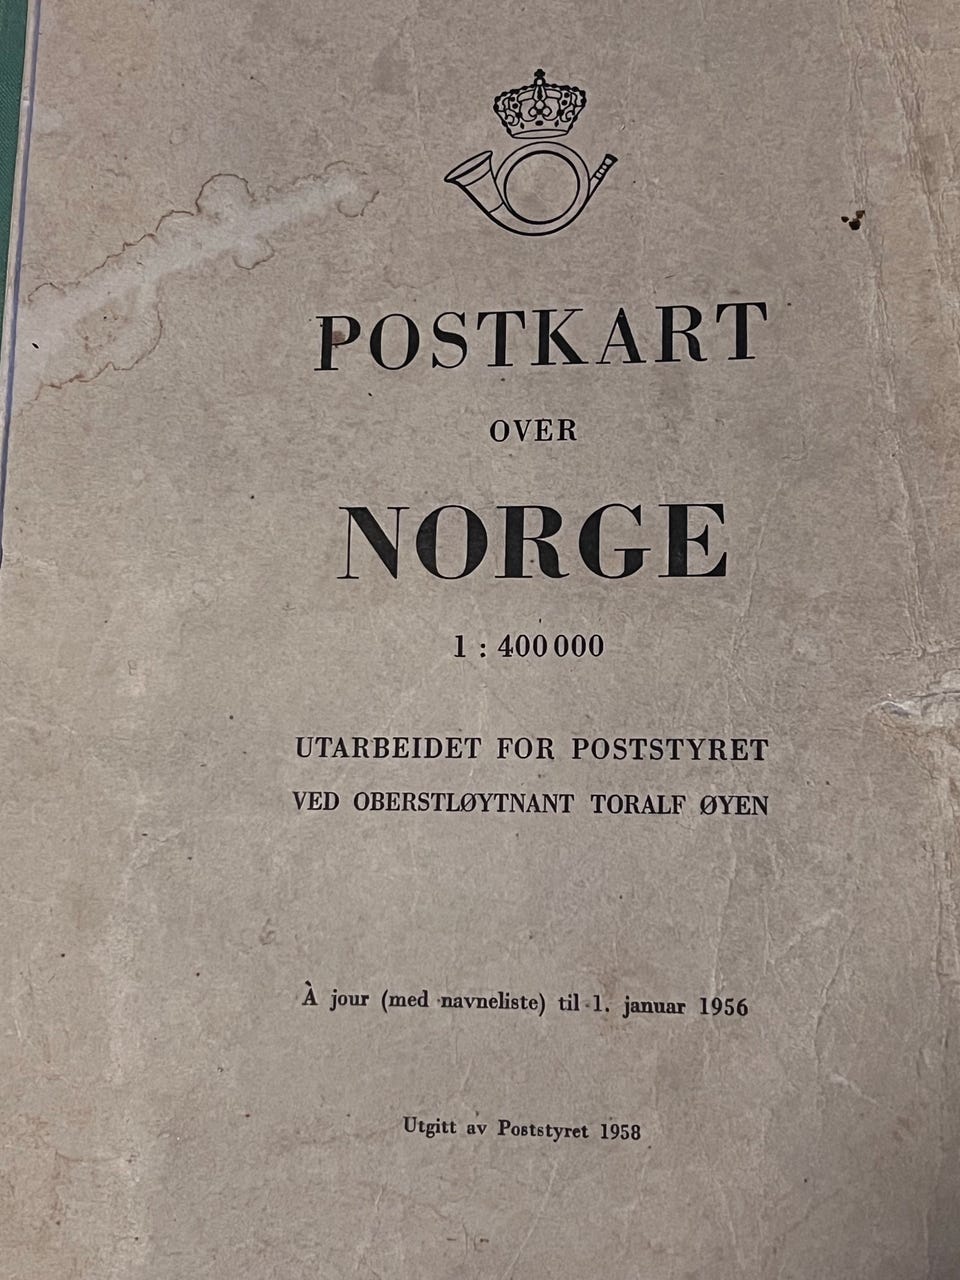 POSTKART
OVER
NORGE
1 : 400 000
UTARBEIDET FOR POSTSTYRET
VED OBERSTLØYTNANT TORALF ØYEN
À jour (med navneliste) til 1. januar 1956
Utgitt av Poststyret 1958